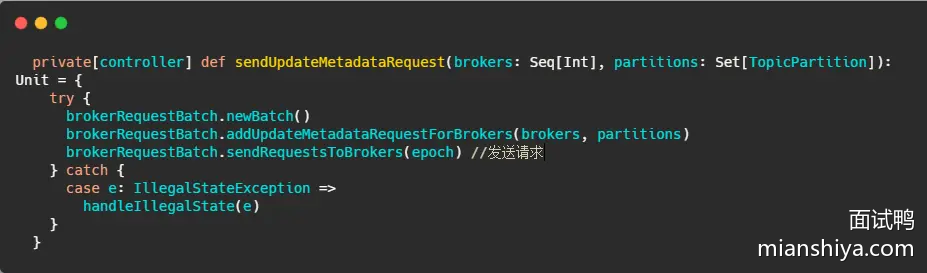 private[controller] def sendUpdateMetadataRequest(brokers: Seq[Int], partitions: Set[TopicPartition]):
Unit = {
try {
brokerRequestBatch.newBatch()
brokerRequestBatch.addUpdateMetadataRequestForBrokers(brokers, partitions)
brokerRequestBatch.sendRequestsToBrokers(epoch) //发送请求
} catch {
case e: IllegalStateException =>
handleIllegalState(e)
}
}
面试鸭
mianshiya.com